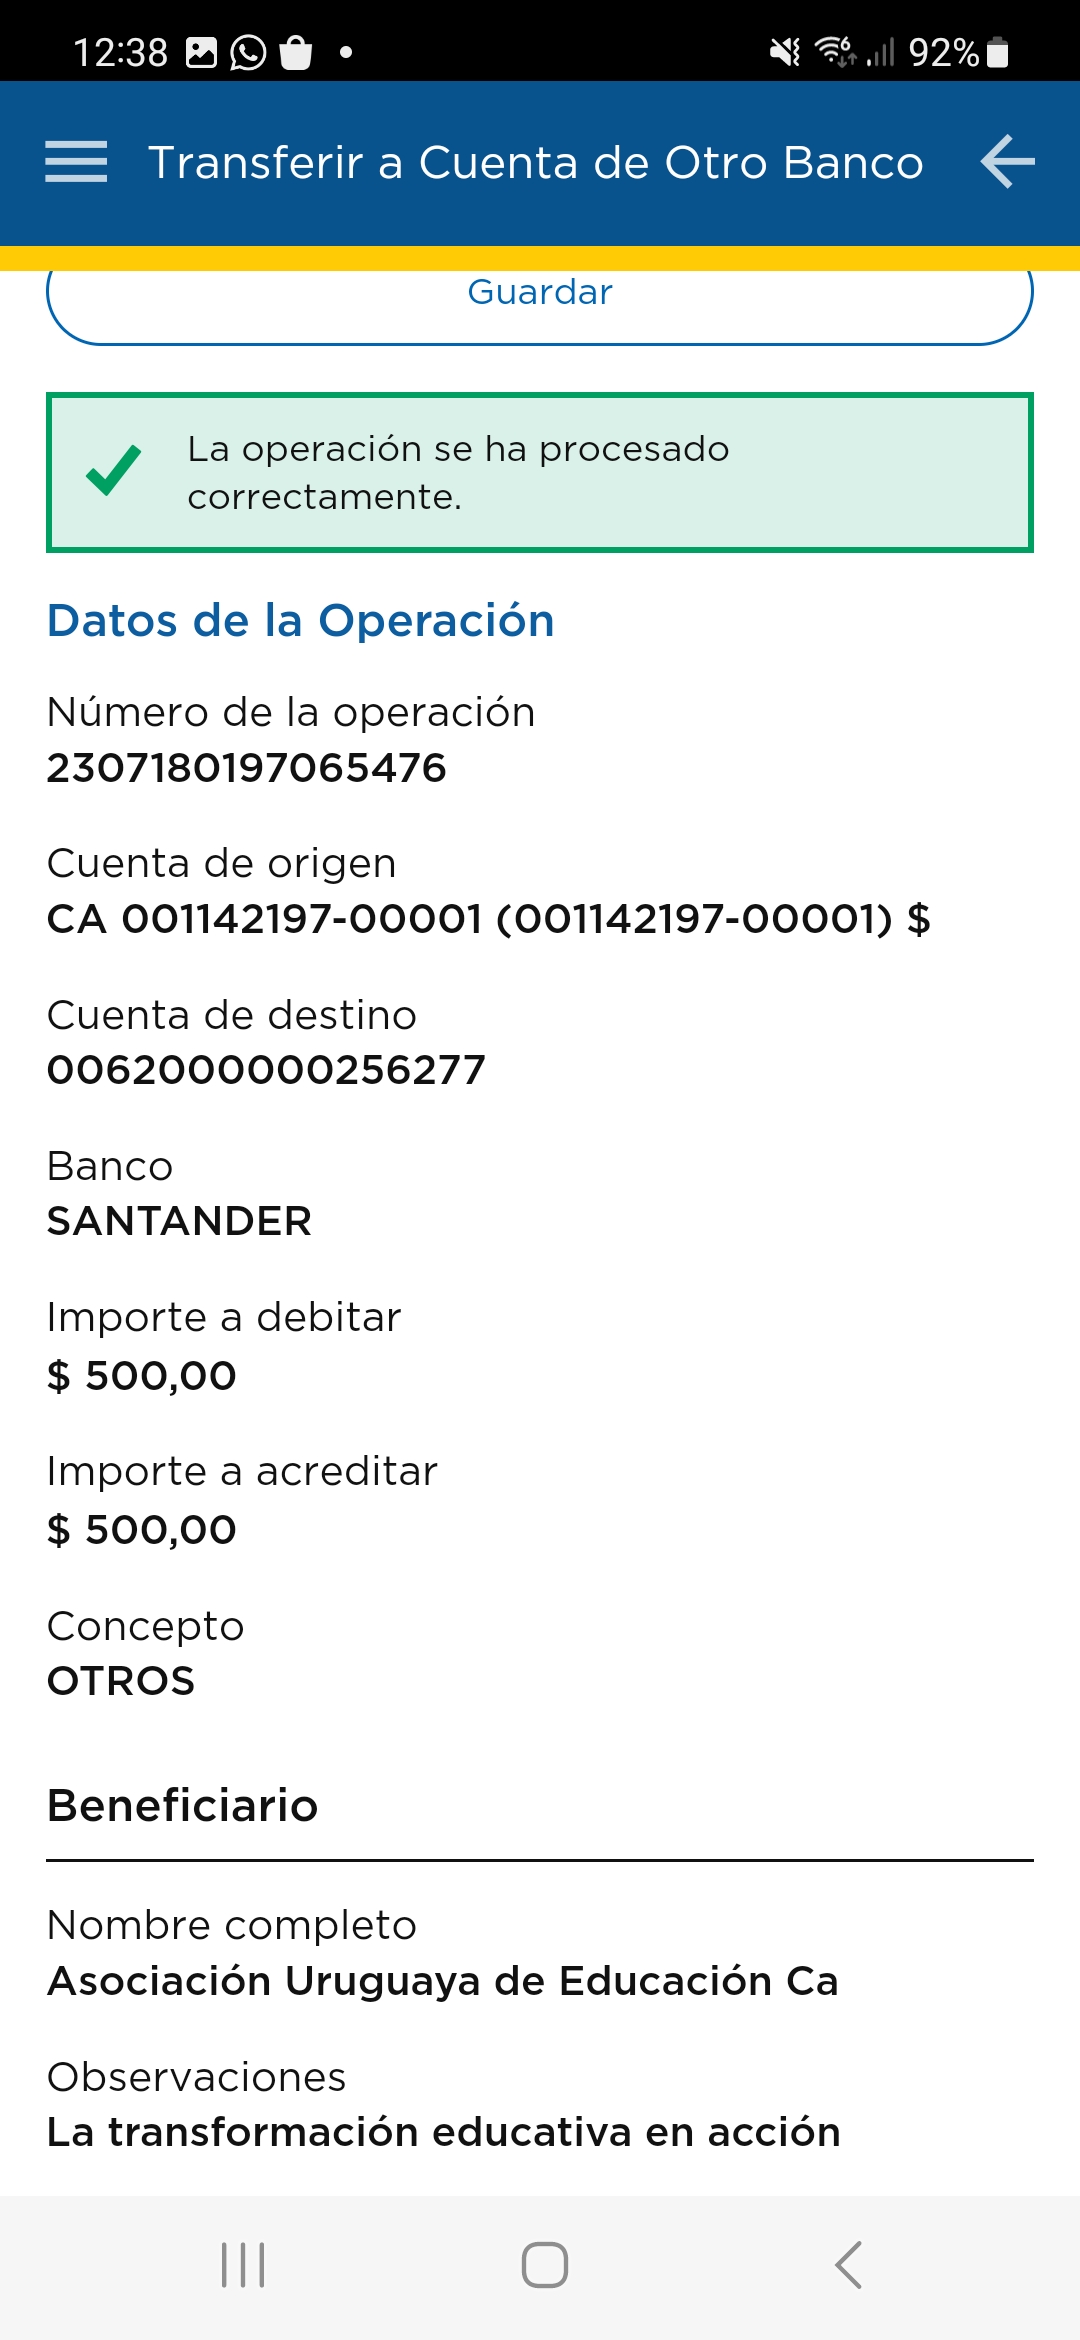 12:38
92%
Transferir a Cuenta de Otro Banco
Guardar
La operación se ha procesado
correctamente.
Datos de la Operación
Número de la operación
2307180197065476
Cuenta de origen
CA 001142197-00001 (001142197-00001) $
Cuenta de destino
0062000000256277
Banco
SANTANDER
Importe a debitar
$ 500,00
Importe a acreditar
$ 500,00
Concepto
OTROS
Beneficiario
Nombre completo
Asociación Uruguaya de Educación Ca
Observaciones
La transformación educativa en acción